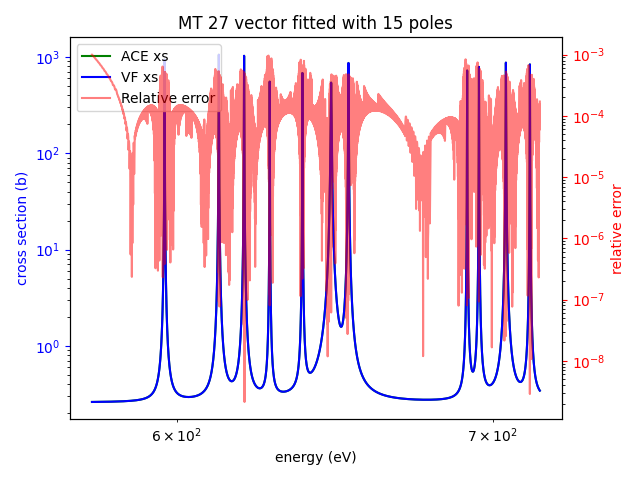 MT 27 vector fitted with 15 poles
ACE xs
VF xs
Relative error
cross section (b)
10³
10²
10¹
10⁰
relative error
10⁻³
10⁻⁴
10⁻⁵
10⁻⁶
10⁻⁷
10⁻⁸
6 × 10²
7 × 10²
energy (eV)